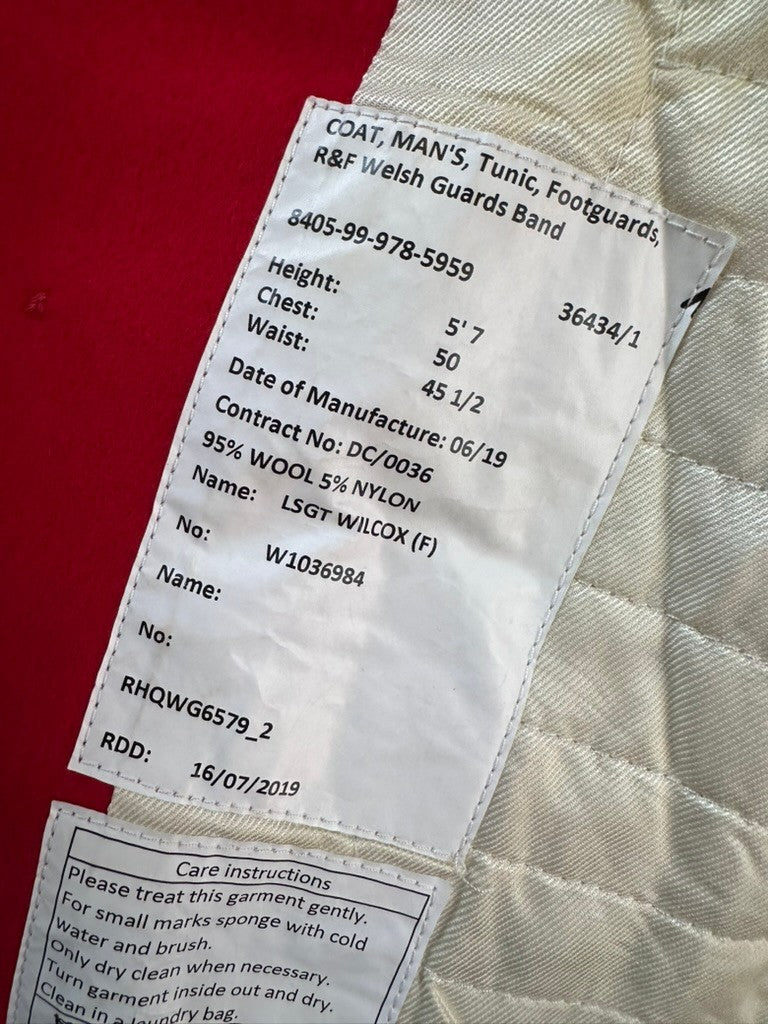 COAT, MAN'S, Tunic, Footguards,
R&F Welsh Guards Band
8405-99-978-5959
36434/1
Height: 5' 7
Chest: 50
Waist: 45 1/2
Date of Manufacture: 06/19
Contract No: DC/0036
95% WOOL 5% NYLON
Name: LSGT WILCOX (F)
No: W1036984
Name:
No:
RHQWG6579_2
RDD: 16/07/2019
Care instructions
Please treat this garment gently.
For small marks sponge with cold
water and brush.
Only dry clean when necessary.
Turn garment inside out and dry.
Clean in a laundry bag.